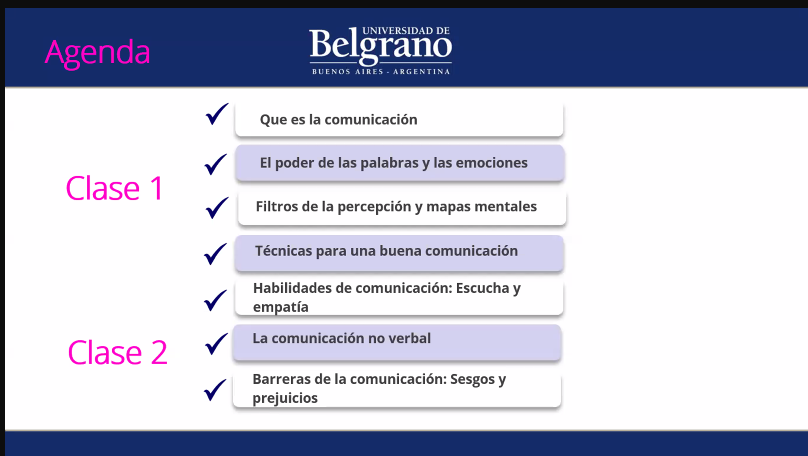 Agenda
UNIVERSIDAD DE
Belgrano
BUENOS AIRES - ARGENTINA
Clase 1
Que es la comunicación
El poder de las palabras y las emociones
Filtros de la percepción y mapas mentales
Técnicas para una buena comunicación
Clase 2
Habilidades de comunicación: Escucha y
empatía
La comunicación no verbal
Barreras de la comunicación: Sesgos y
prejuicios